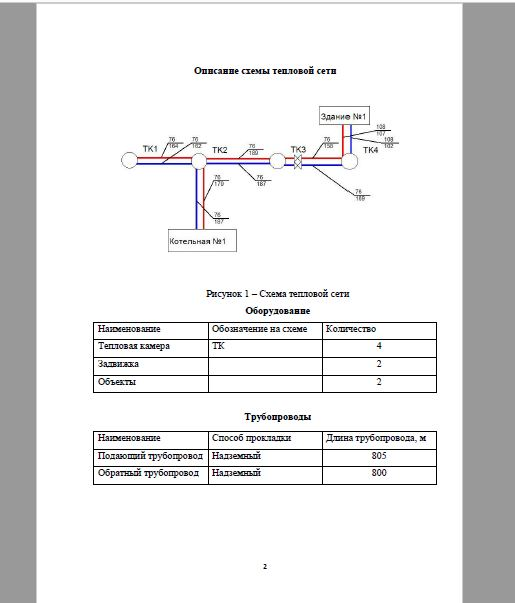 Описание схемы тепловой сети
Здание №1
108
107
108
102
ТК1
76
164
76
162
ТК2
76
189
ТК3
76
158
ТК4
76
170
76
187
76
169
76
187
Котельная №1
Рисунок 1 – Схема тепловой сети
Оборудование
Наименование Обозначение на схеме Количество
Тепловая камера ТК 4
Задвижка 2
Объекты 2
Трубопроводы
Наименование Способ прокладки Длина трубопровода, м
Подающий трубопровод Надземный 805
Обратный трубопровод Надземный 800
2